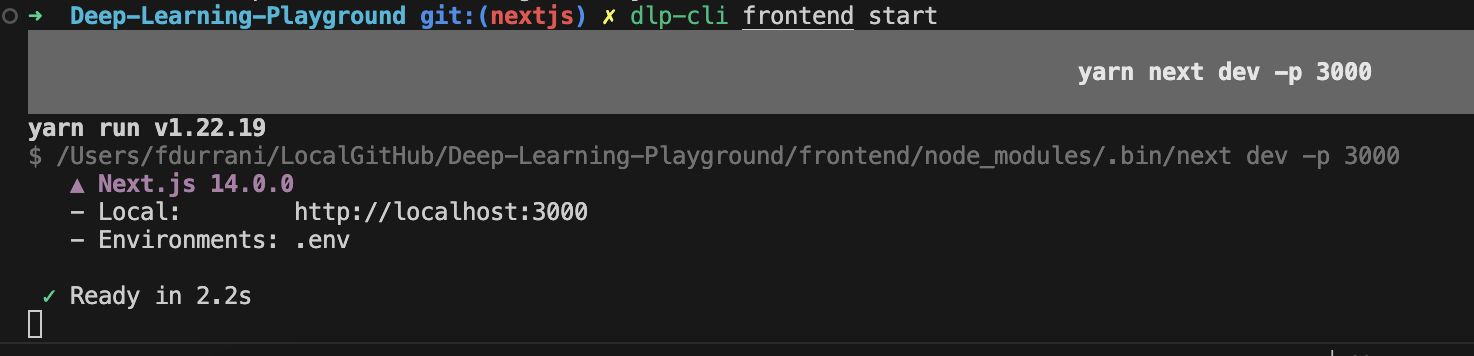 ➜ Deep-Learning-Playground git:(nextjs) ✗ dlp-cli frontend start
yarn next dev -p 3000
yarn run v1.22.19
$ /Users/fdurrani/LocalGitHub/Deep-Learning-Playground/frontend/node_modules/.bin/next dev -p 3000
▲ Next.js 14.0.0
- Local: http://localhost:3000
- Environments: .env
✓ Ready in 2.2s